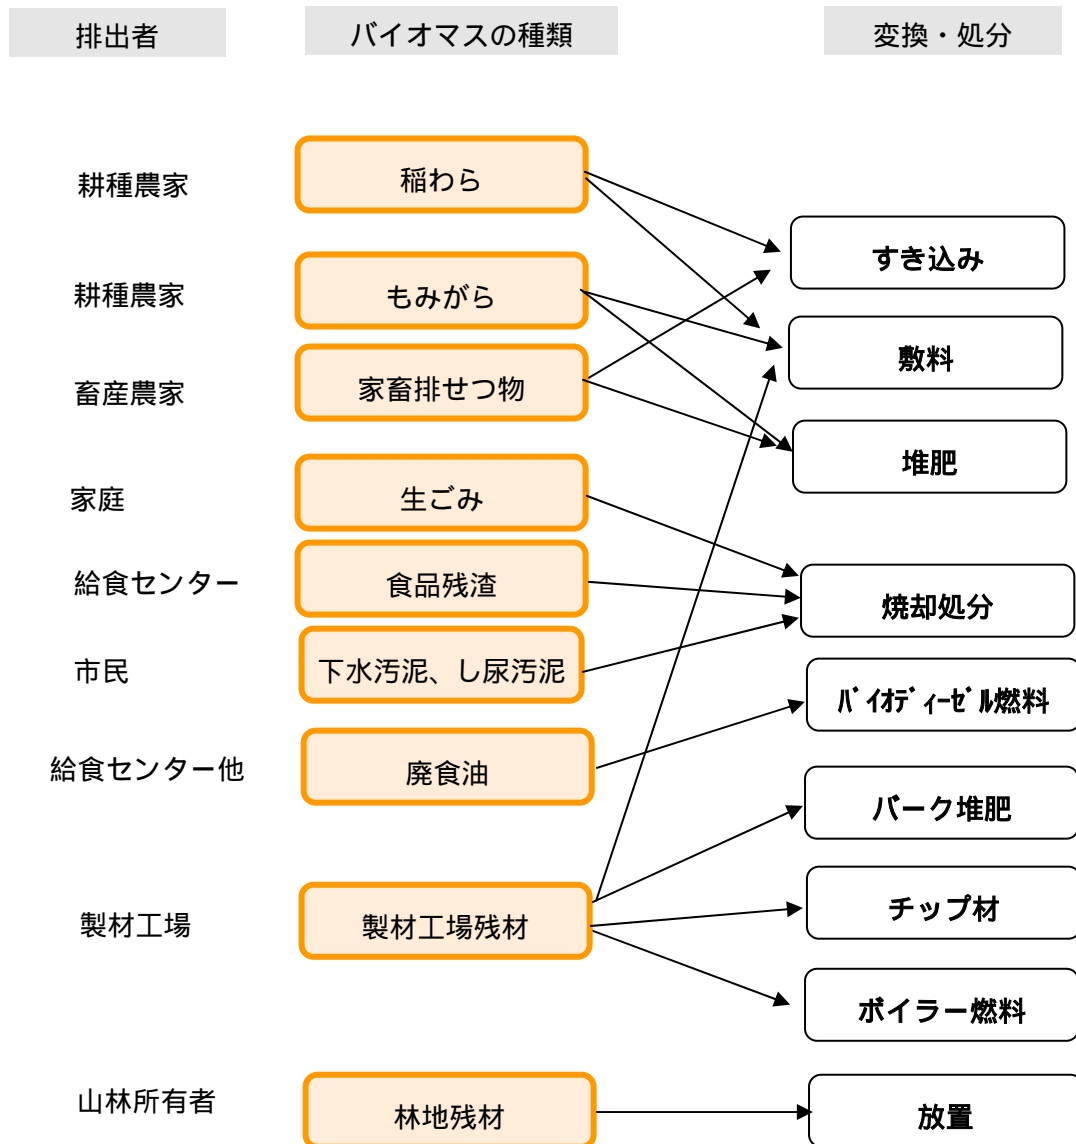 排出者
バイオマスの種類
変換・処分
耕種農家
稲わら
すき込み
耕種農家
もみがら
敷料
畜産農家
家畜排せつ物
堆肥
家庭
生ごみ
給食センター
食品残渣
焼却処分
市民
下水汚泥、し尿汚泥
ﾊﾞｲｵﾃﾞｨｰｾﾞﾙ燃料
給食センター他
廃食油
バーク堆肥
製材工場
製材工場残材
チップ材
ボイラー燃料
山林所有者
林地残材
放置